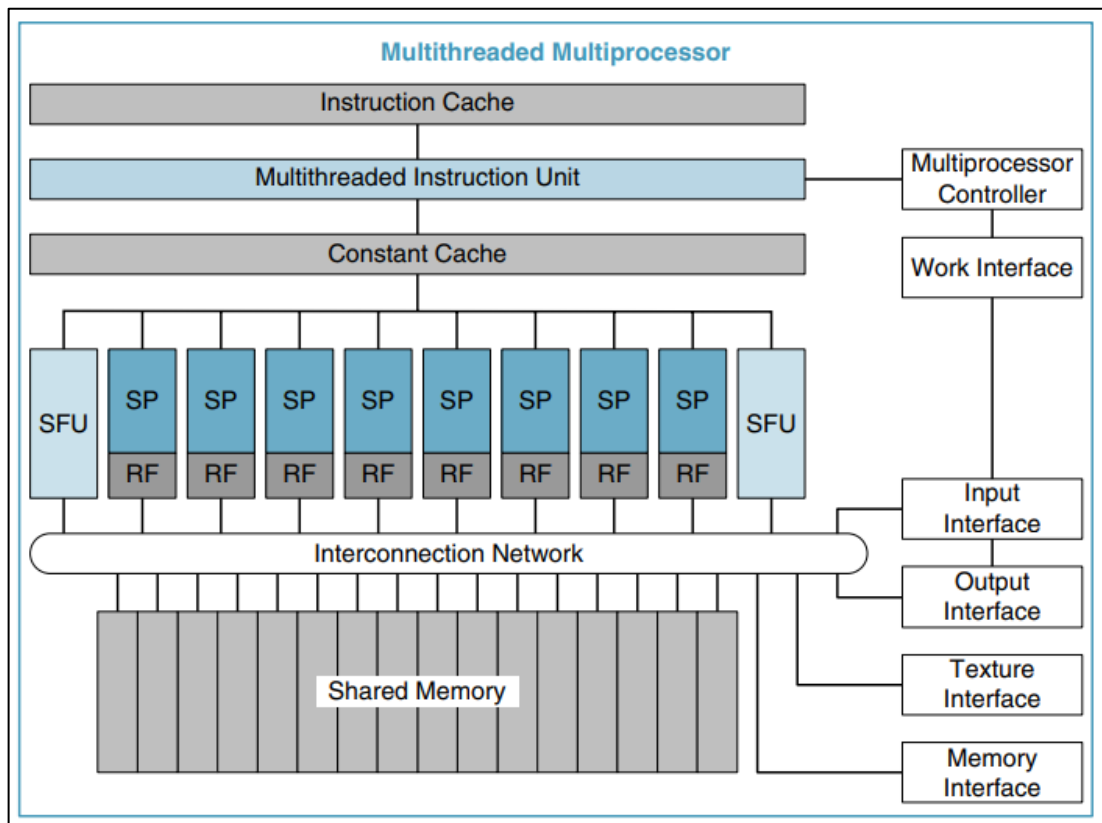 Multithreaded Multiprocessor
Instruction Cache
Multithreaded Instruction Unit
Multiprocessor
Controller
Constant Cache
Work Interface
SFU
SP
SP
SP
SP
SP
SP
SP
SP
SFU
RF
RF
RF
RF
RF
RF
RF
RF
Input
Interface
Interconnection Network
Output
Interface
Shared Memory
Texture
Interface
Memory
Interface